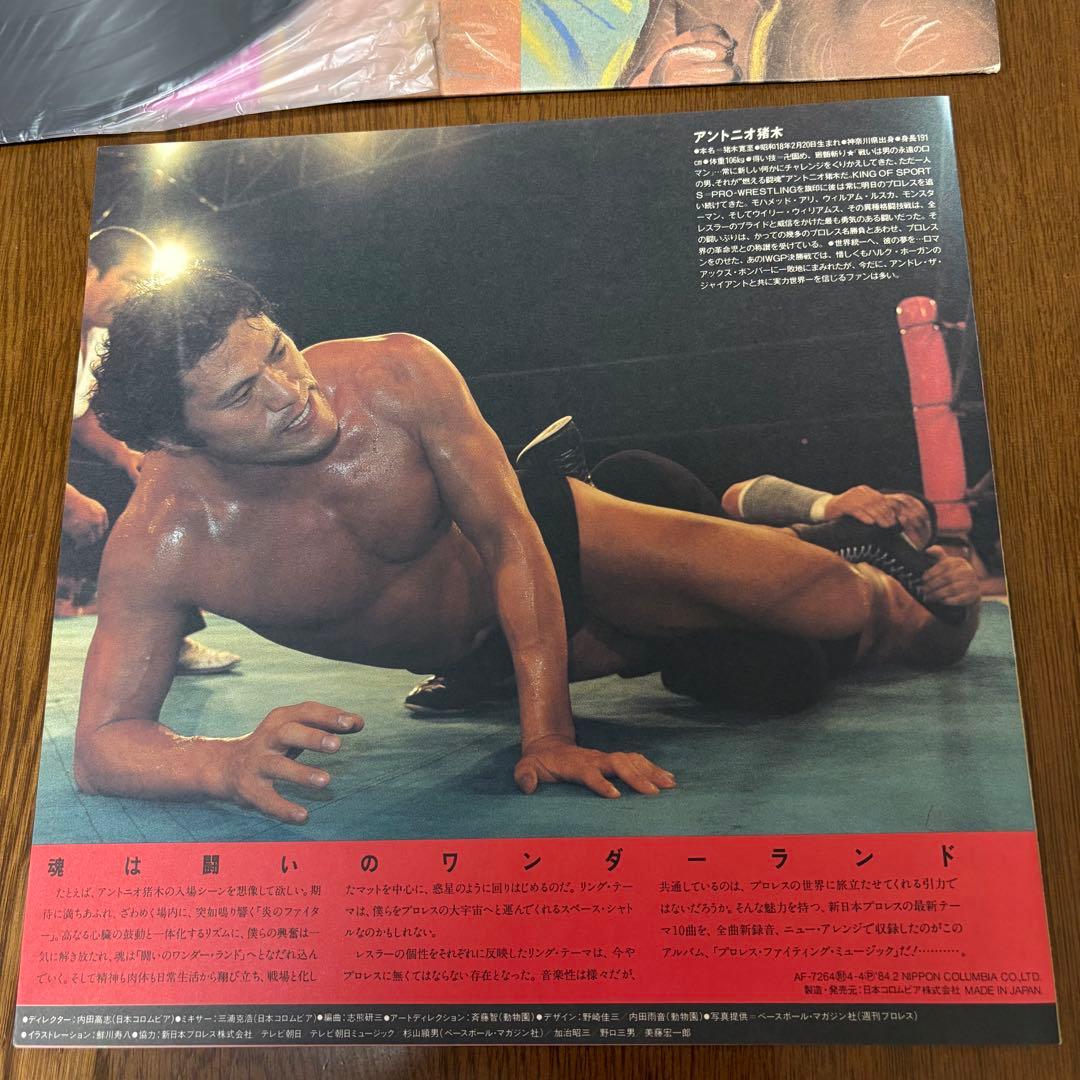 アントニオ猪木
●本名=猪木寛至●昭和18年2月20日生まれ●神奈川県出身●身長191
cm●体重106kg●得い技=卍固め、延髄斬り★「戦いは男の永遠のロ
マン」…常に新しい何かにチャレンジをくりかえしてきた、ただ一人
の男、それが“燃える闘魂”アントニオ猪木だ。KING OF SPORT
S=PRO-WRESTLINGを旗印に彼は常に明日のプロレスを追
い続けてきた。モハメッド・アリ、ウィルアム・ルスカ、モンスタ
ーマン、そしてウイリー・ウィリアムス、その異種格闘技戦は、全
レスラーのプライドと威信をかけた最も勇気のある闘いだった。そ
の闘いぶりは、かつての幾多のプロレス名勝負とあわせ、プロレス
界の革命児との称讃を受けている。●世界統一へ、彼の夢を…ロマ
ンをのせた、あのIWGP決勝戦では、惜しくもハルク・ホーガンの
アックス・ボンバーに一敗地にまみれたが、今だに、アンドレ・ザ・
ジャイアントと共に実力世界一を信じるファンは多い。
魂は闘いのワンダーランド
たとえば、アントニオ猪木の入場シーンを想像して欲しい。期
待に満ちあふれ、ざわめく場内に、突如鳴り響く「炎のファイタ
ー」。高なる心臓の鼓動と一体化するリズムに、僕らの興奮は一
気に解き放たれ、魂は「闘いのワンダー・ランド」へとなだれ込ん
でいく。そして精神も肉体も日常生活から翔び立ち、戦場と化し
たマットを中心に、惑星のように回りはじめるのだ。リング・テー
マは、僕らをプロレスの大宇宙へと運んでくれるスペース・シャト
ルなのかもしれない。
レスラーの個性をそれぞれに反映したリング・テーマは、今や
プロレスに無くてはならない存在となった。音楽性は様々だが、
共通しているのは、プロレスの世界に旅立たせてくれる引力で
はないだろうか。そんな魅力を持つ、新日本プロレスの最新テー
マ10曲を、全曲新録音、ニュー・アレンジで収録したのがこの
アルバム、「プロレス・ファイティング・ミュージック」だ!………。
AF-7264 4-4Ⓟ'84.2 NIPPON COLUMBIA CO.,LTD.
製造・発売元:日本コロムビア株式会社 MADE IN JAPAN.
●ディレクター:内田高志(日本コロムビア)●ミキサー:三浦克浩(日本コロムビア)●編曲:志熊研三●アートディレクション:斉藤智(動物園)●デザイン:野崎佳三/内田雨音(動物園)●写真提供=ベースボール・マガジン社(週刊プロレス)
●イラストレーション:鮫川寿八●協力:新日本プロレス株式会社 テレビ朝日 テレビ朝日ミュージック 杉山頴男(ベースボール・マガジン社)/加治昭三/野口三男/美藤宏一郎